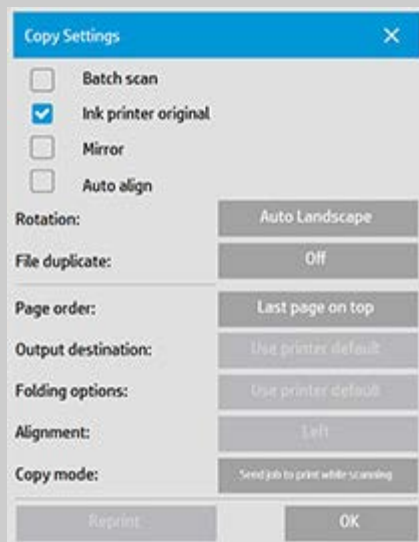 Copy Settings
Batch scan
Ink printer original
Mirror
Auto align
Rotation: Auto Landscape
File duplicate: Off
Page order: Last page on top
Output destination: Use printer default
Folding options: Use printer default
Alignment: Left
Copy mode: Send job to print while scanning
Reprint OK